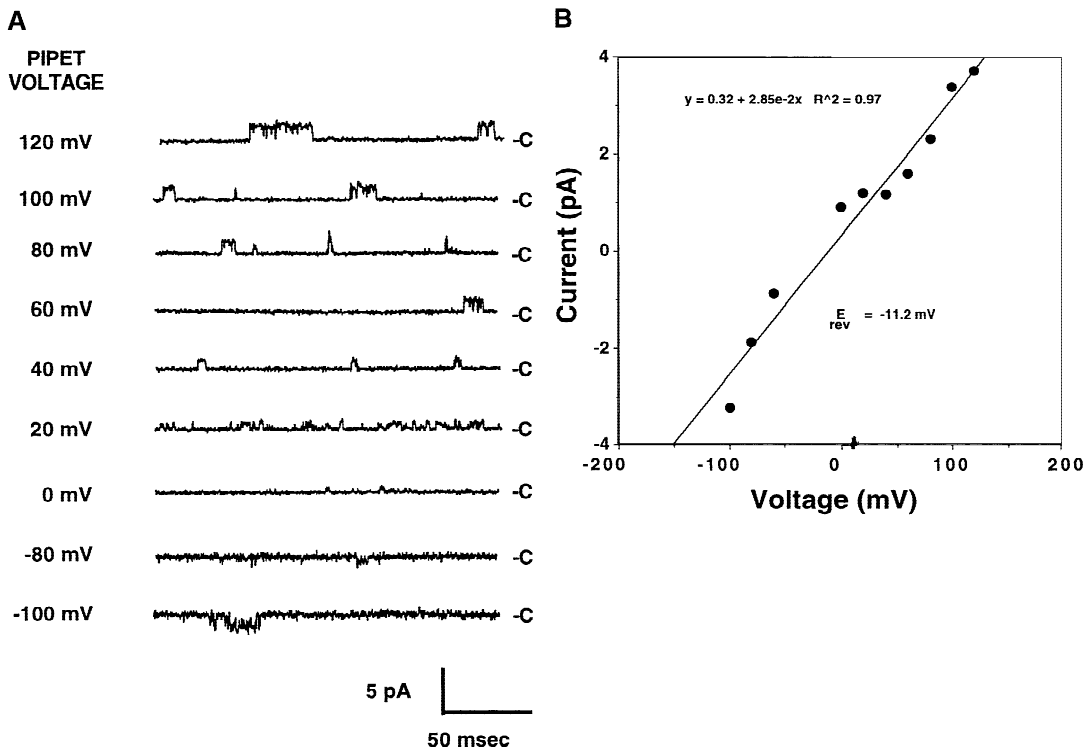 A
PIPET
VOLTAGE
120 mV -C
100 mV -C
80 mV -C
60 mV -C
40 mV -C
20 mV -C
0 mV -C
-80 mV -C
-100 mV -C
5 pA
50 msec
B
4
2
0
-2
-4
Current (pA)
y = 0.32 + 2.85e-2x R^2 = 0.97
E = -11.2 mV
rev
-200 -100 0 100 200
Voltage (mV)